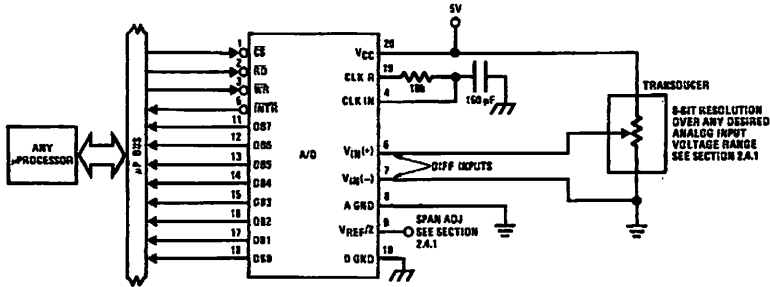 5V
1 CS
2 RD
3 WR
5 INTR
11 DB7
12 DB6
13 DB5
14 DB4
15 DB3
16 DB2
17 DB1
18 DB0
ANY
μPROCESSOR
μP BUS
A/D
VCC 20
CLK R 19
10k
CLK IN 4
150 pF
VIN(+) 6
DIFF INPUTS
VIN(–) 7
A GND 8
VREF/2 9
SPAN ADJ
SEE SECTION
2.4.1
D GND 10
TRANSDUCER
8-BIT RESOLUTION
OVER ANY DESIRED
ANALOG INPUT
VOLTAGE RANGE
SEE SECTION 2.4.1